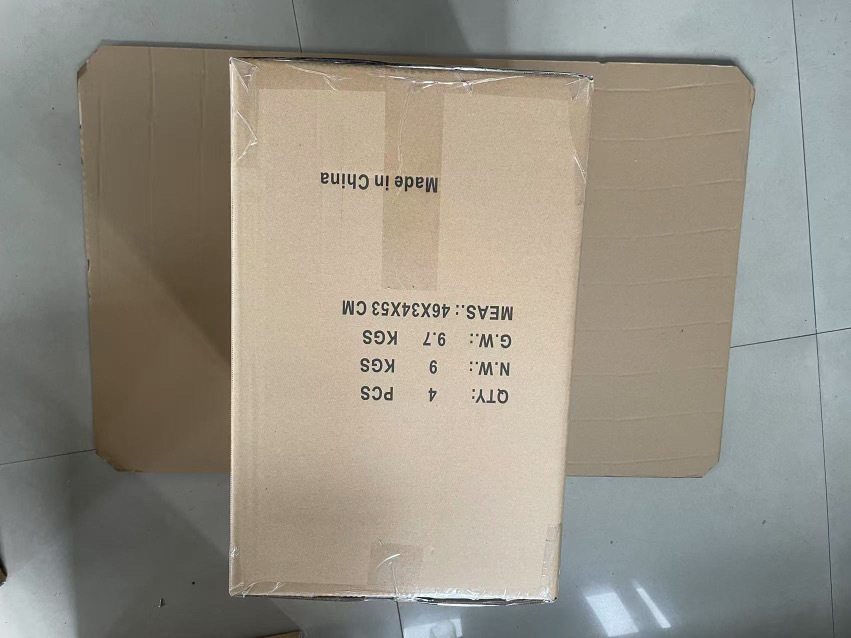 QTY: 4 PCS
N.W.: 9 KGS
G.W.: 9.7 KGS
MEAS.: 46X34X53 CM
Made in China